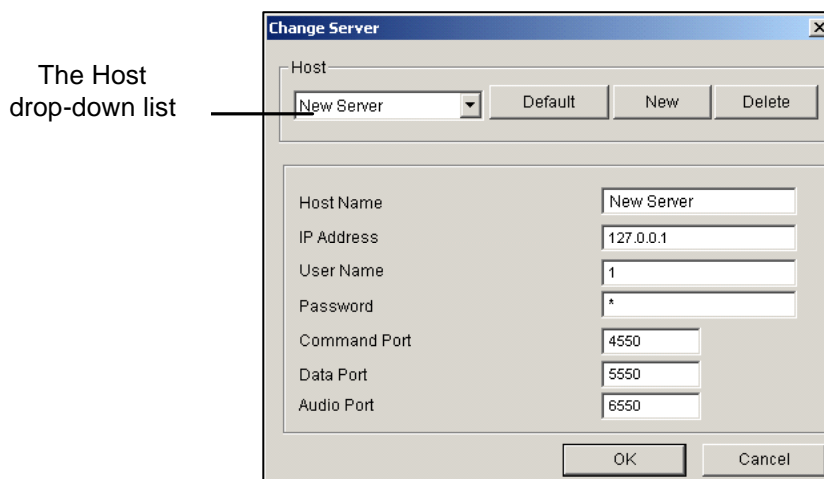 Change Server
The Host
drop-down list
Host
New Server
Default
New
Delete
Host Name
New Server
IP Address
127.0.0.1
User Name
1
Password
*
Command Port
4550
Data Port
5550
Audio Port
6550
OK
Cancel